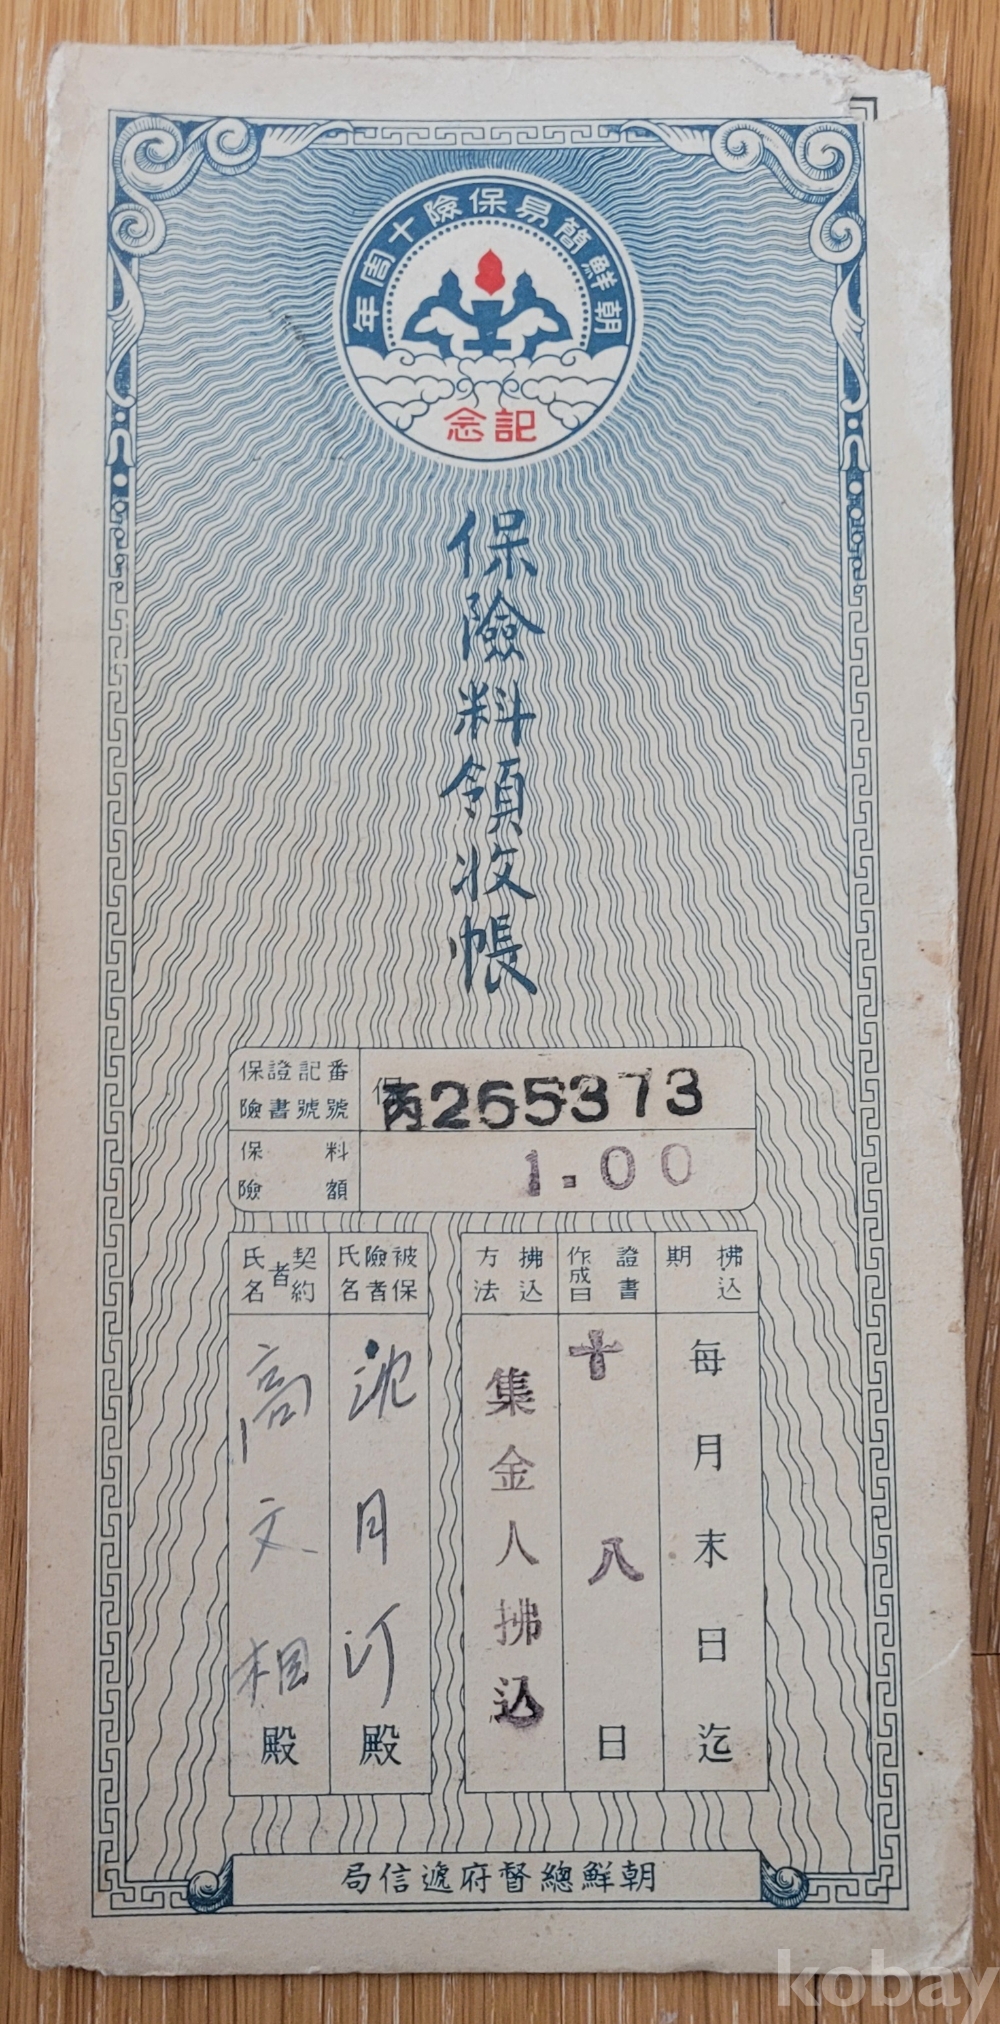 朝鮮簡易保險十周年
記念
保險料領收帳
保險證書記號番號
保丙265373
保險料額
1.00
拂込期
每月末日迄
證書作成日
十八日
拂込方法
集金人拂込
被保險者氏名
沈月汀殿
契約者氏名
高文相殿
朝鮮總督府遞信局
kobay